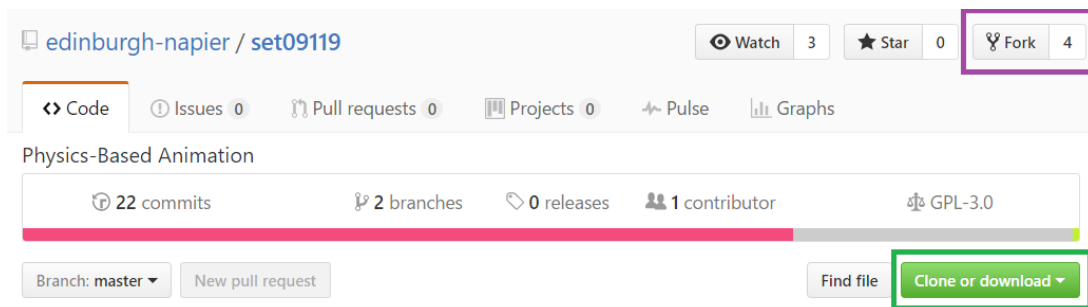 edinburgh-napier / set09119 Watch 3 Star 0 Fork 4
Code Issues 0 Pull requests 0 Projects 0 Pulse Graphs
Physics-Based Animation
22 commits 2 branches 0 releases 1 contributor GPL-3.0
Branch: master New pull request Find file Clone or download